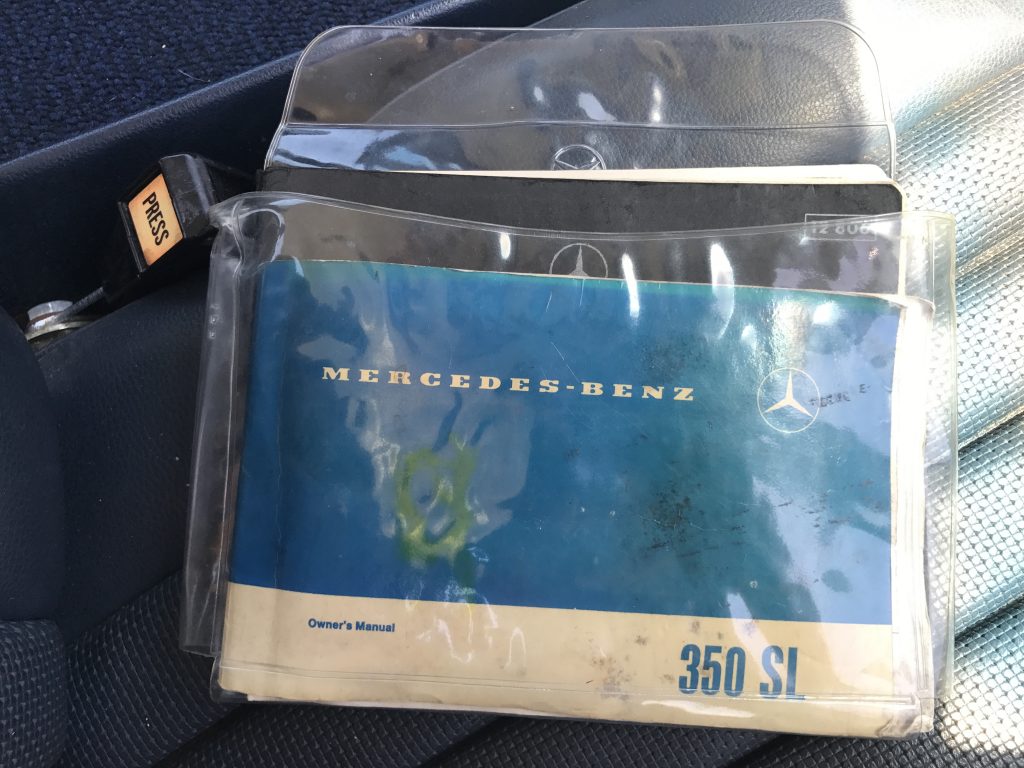 PRESS
MERCEDES-BENZ
Owner's Manual
350 SL